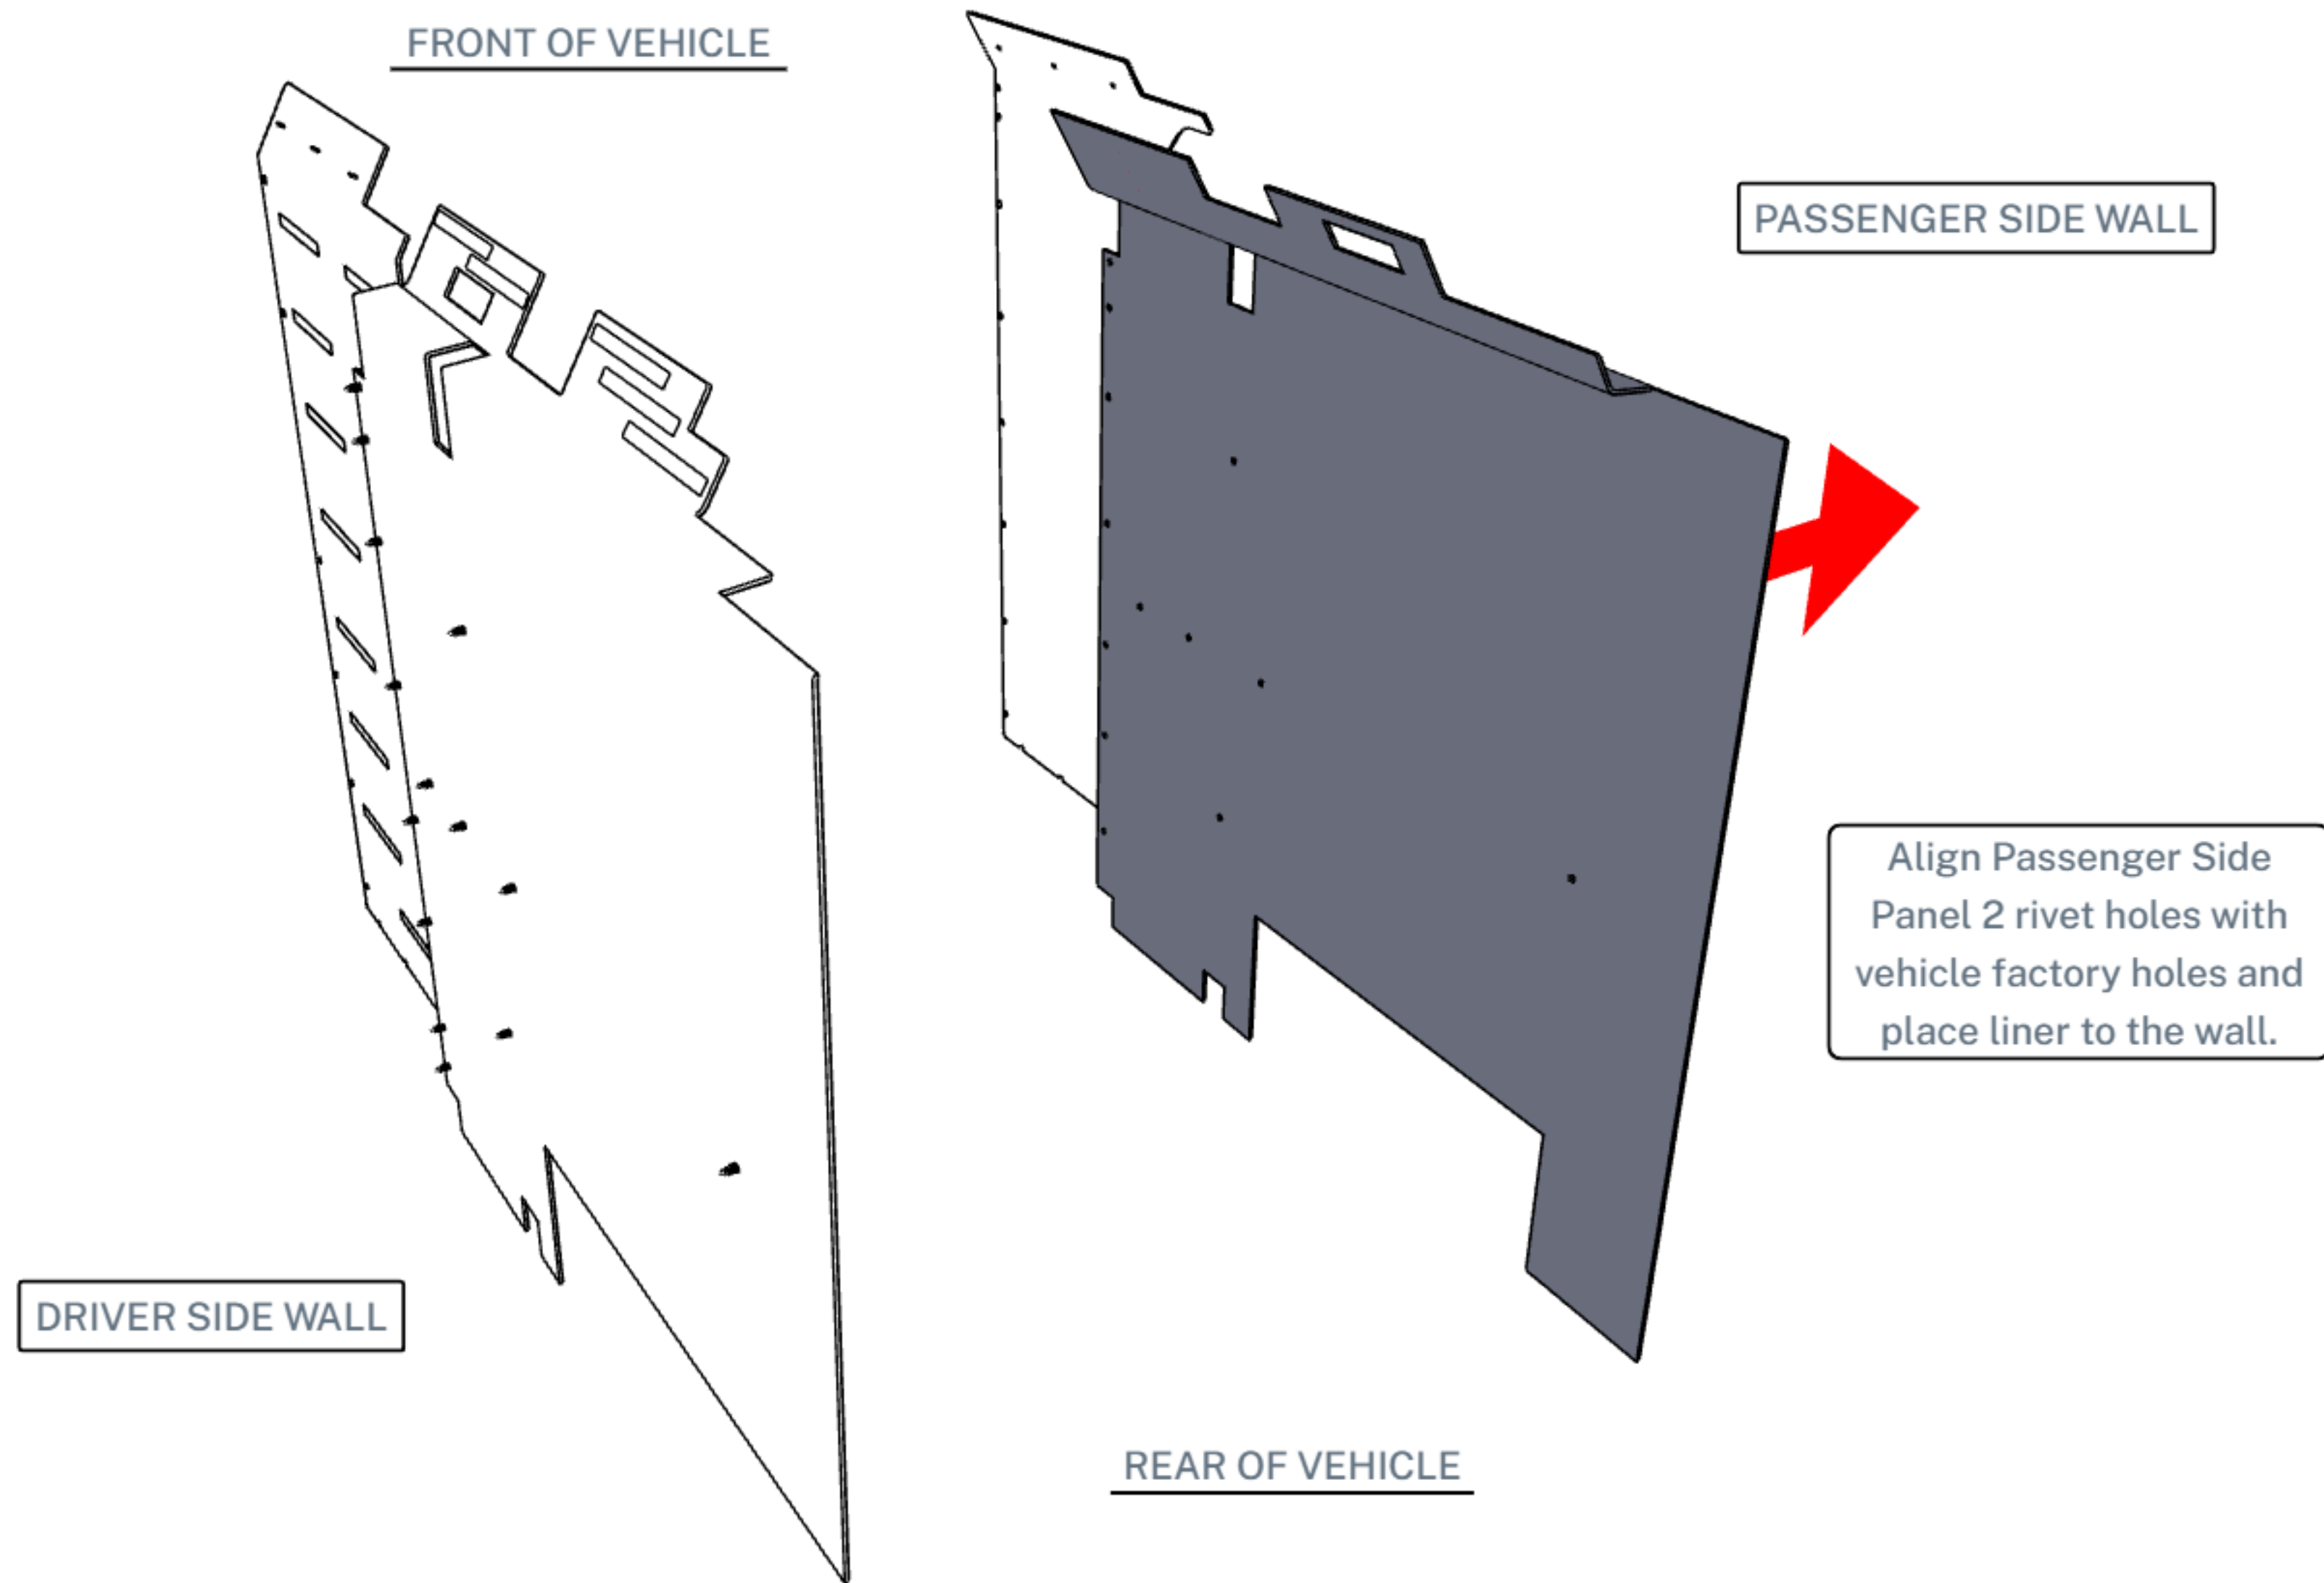 FRONT OF VEHICLE
PASSENGER SIDE WALL
Align Passenger Side
Panel 2 rivet holes with
vehicle factory holes and
place liner to the wall.
DRIVER SIDE WALL
REAR OF VEHICLE